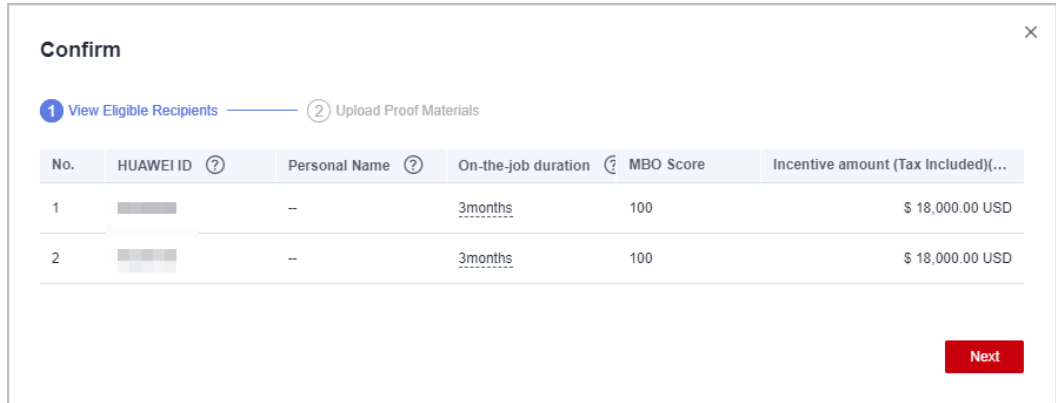 Confirm
1 View Eligible Recipients 2 Upload Proof Materials
No. HUAWEI ID ? Personal Name ? On-the-job duration ? MBO Score Incentive amount (Tax Included)(...
1 -- 3months 100 $ 18,000.00 USD
2 -- 3months 100 $ 18,000.00 USD
Next